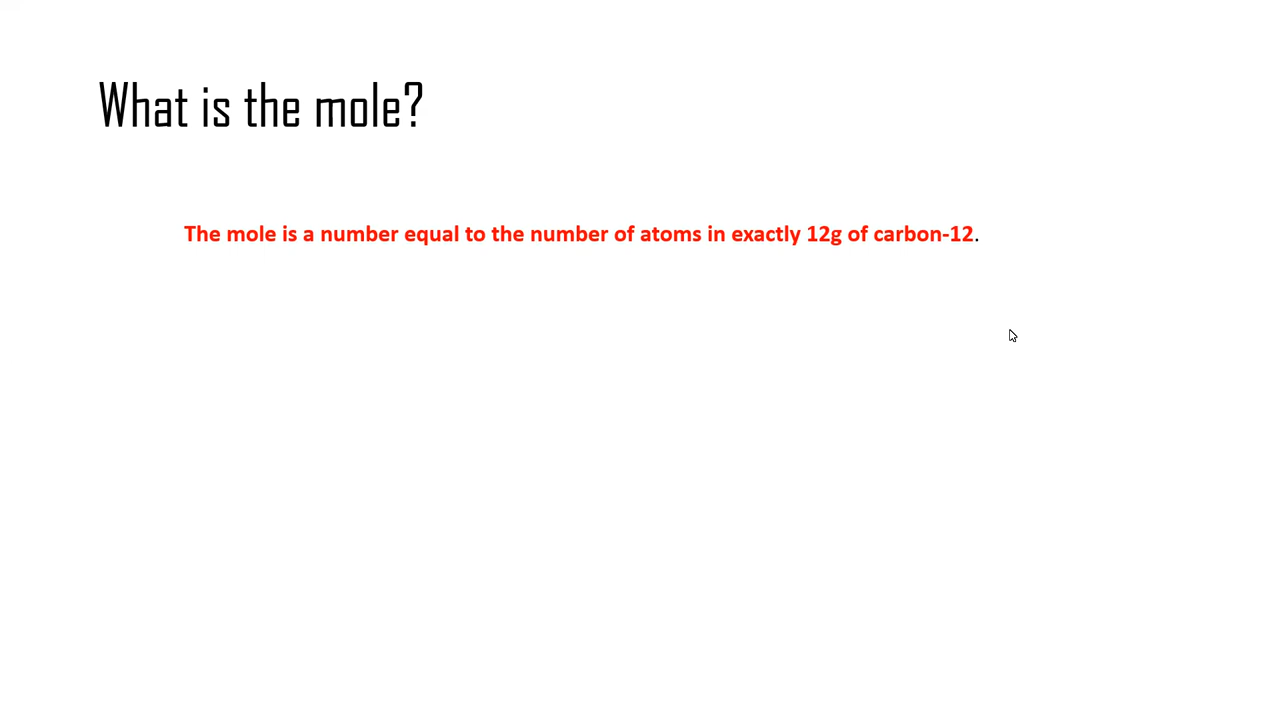 What is the mole?
The mole is a number equal to the number of atoms in exactly 12g of carbon-12.